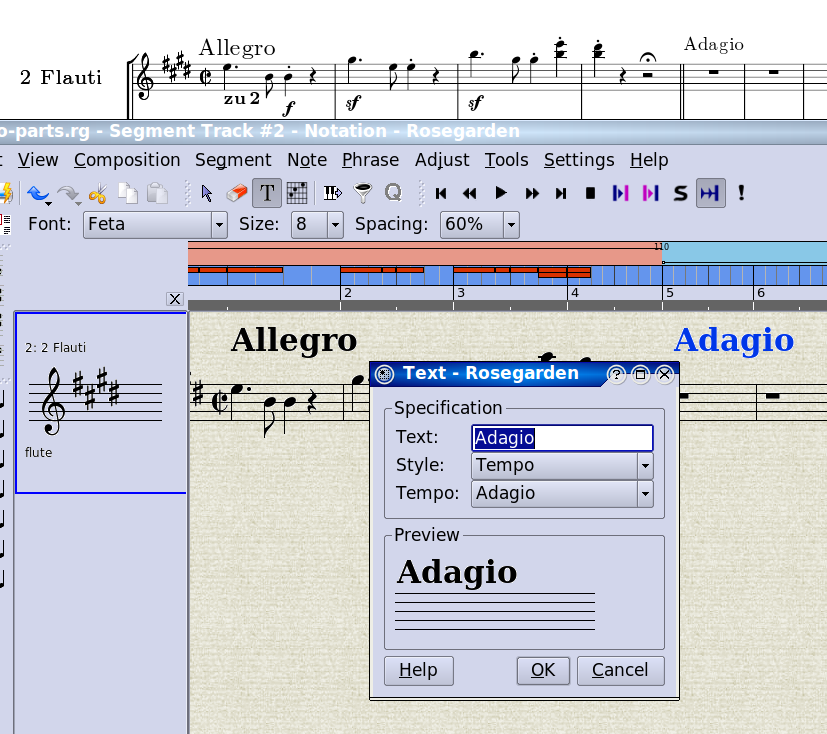 Allegro
Adagio
2 Flauti
zu 2
f
sf
sf
o-parts.rg - Segment Track #2 - Notation - Rosegarden
t View Composition Segment Note Phrase Adjust Tools Settings Help
T
Q
S
!
Font: Feta Size: 8 Spacing: 60%
110
2 3 4 5 6
X
Allegro
Adagio
2: 2 Flauti
flute
Text - Rosegarden
?
Specification
Text: Adagio
Style: Tempo
Tempo: Adagio
Preview
Adagio
Help OK Cancel